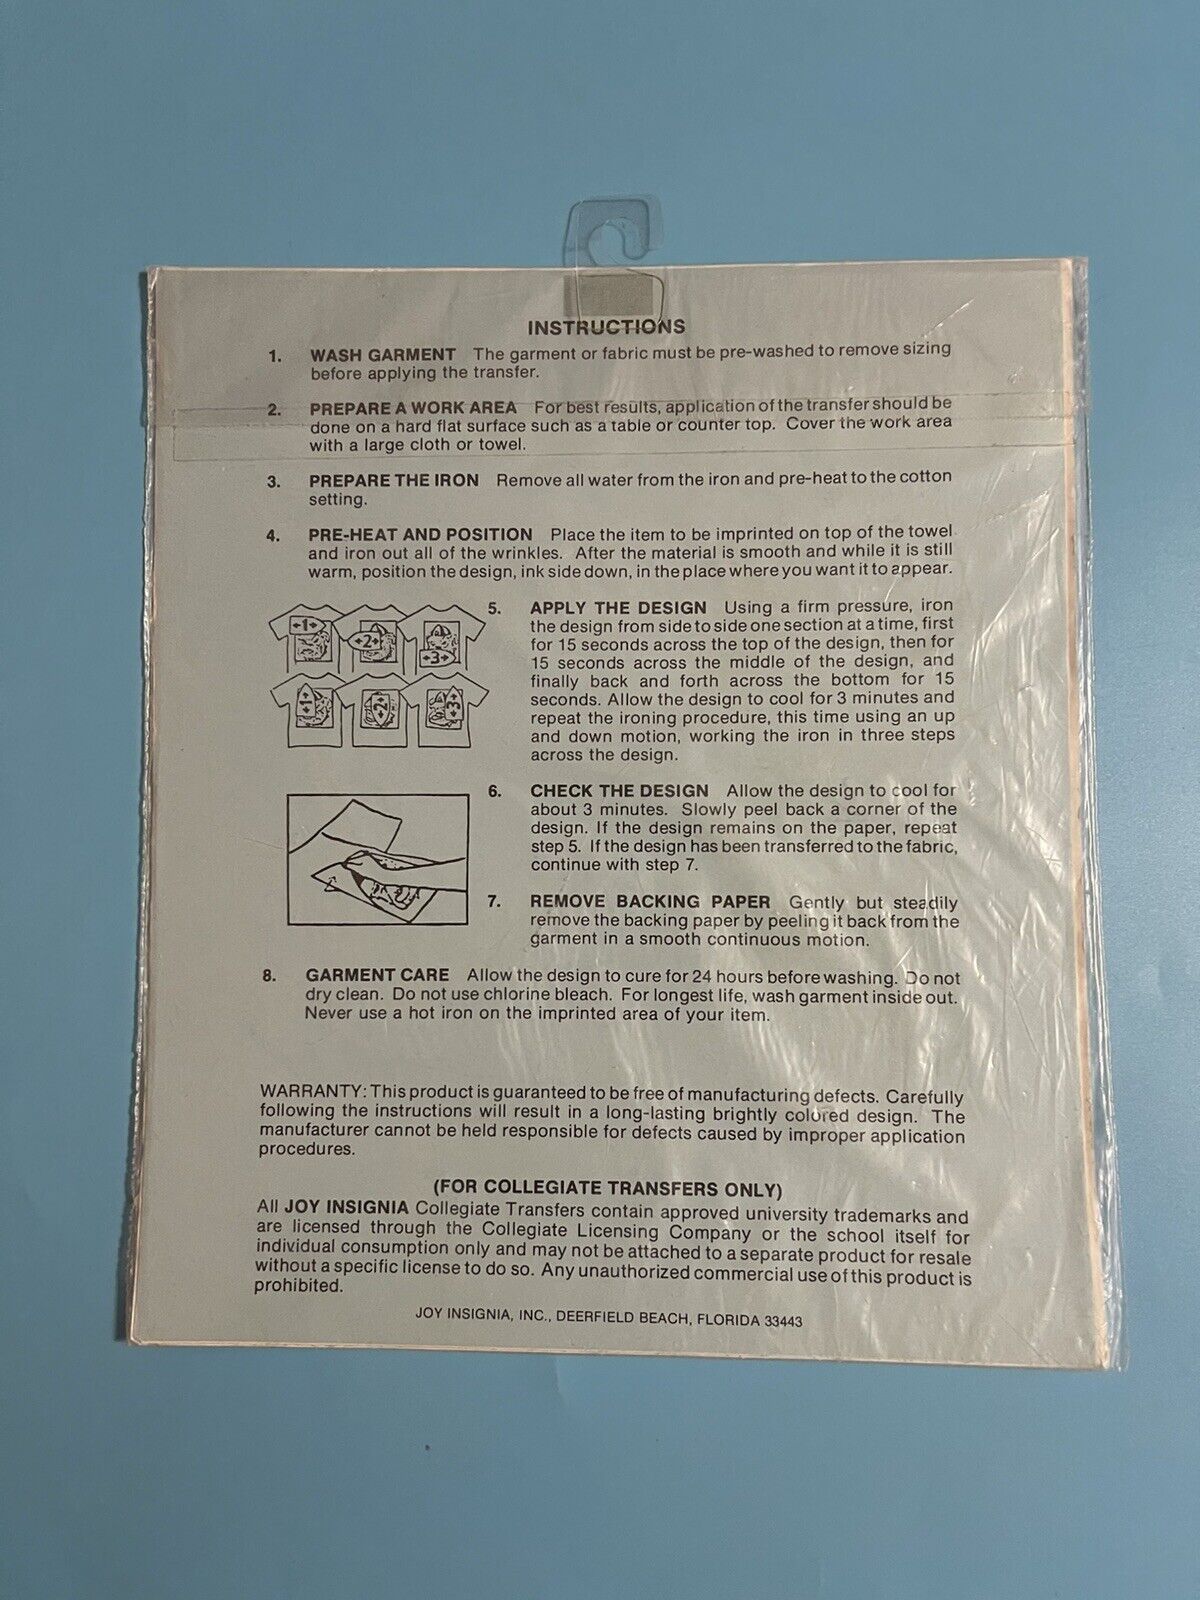 INSTRUCTIONS
1. WASH GARMENT The garment or fabric must be pre-washed to remove sizing
before applying the transfer.
2. PREPARE A WORK AREA For best results, application of the transfer should be
done on a hard flat surface such as a table or counter top. Cover the work area
with a large cloth or towel.
3. PREPARE THE IRON Remove all water from the iron and pre-heat to the cotton
setting.
4. PRE-HEAT AND POSITION Place the item to be imprinted on top of the towel
and iron out all of the wrinkles. After the material is smooth and while it is still
warm, position the design, ink side down, in the place where you want it to appear.
1
2
3
1
2
3
5. APPLY THE DESIGN Using a firm pressure, iron
the design from side to side one section at a time, first
for 15 seconds across the top of the design, then for
15 seconds across the middle of the design, and
finally back and forth across the bottom for 15
seconds. Allow the design to cool for 3 minutes and
repeat the ironing procedure, this time using an up
and down motion, working the iron in three steps
across the design.
6. CHECK THE DESIGN Allow the design to cool for
about 3 minutes. Slowly peel back a corner of the
design. If the design remains on the paper, repeat
step 5. If the design has been transferred to the fabric,
continue with step 7.
7. REMOVE BACKING PAPER Gently but steadily
remove the backing paper by peeling it back from the
garment in a smooth continuous motion.
8. GARMENT CARE Allow the design to cure for 24 hours before washing. Do not
dry clean. Do not use chlorine bleach. For longest life, wash garment inside out.
Never use a hot iron on the imprinted area of your item.
WARRANTY: This product is guaranteed to be free of manufacturing defects. Carefully
following the instructions will result in a long-lasting brightly colored design. The
manufacturer cannot be held responsible for defects caused by improper application
procedures.
(FOR COLLEGIATE TRANSFERS ONLY)
All JOY INSIGNIA Collegiate Transfers contain approved university trademarks and
are licensed through the Collegiate Licensing Company or the school itself for
individual consumption only and may not be attached to a separate product for resale
without a specific license to do so. Any unauthorized commercial use of this product is
prohibited.
JOY INSIGNIA, INC., DEERFIELD BEACH, FLORIDA 33443